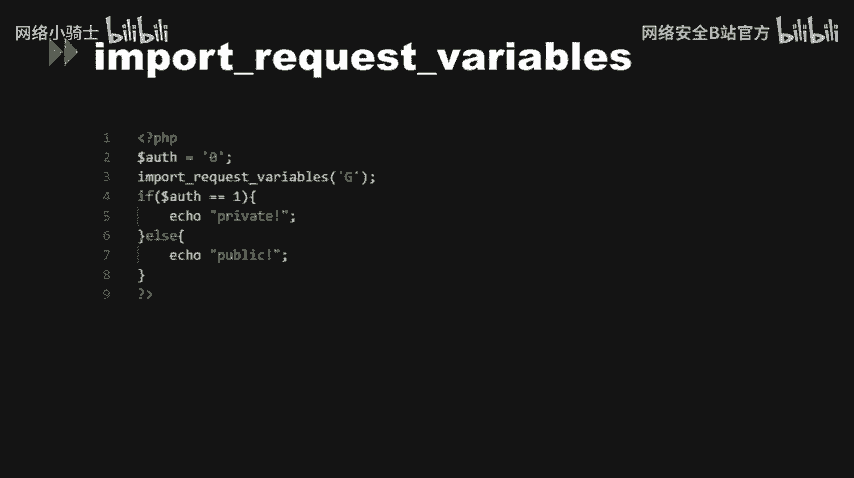 网络小骑士 bilibili
网络安全B站官方 bilibili
import_request_variables
1 <?php
2 $auth = '0';
3 import_request_variables('G');
4 if($auth == 1){
5 echo "private!";
6 }else{
7 echo "public!";
8 }
9 ?>